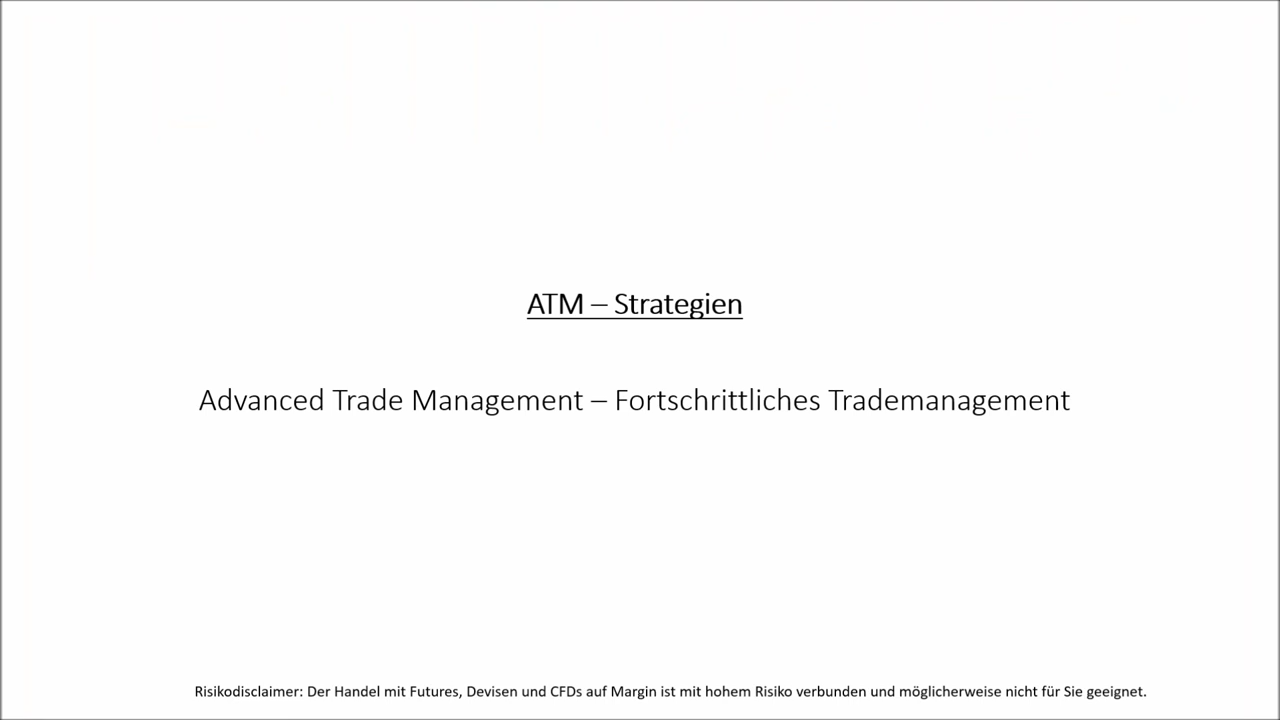 ATM – Strategien
Advanced Trade Management – Fortschrittliches Trademanagement
Risikodisclaimer: Der Handel mit Futures, Devisen und CFDs auf Margin ist mit hohem Risiko verbunden und möglicherweise nicht für Sie geeignet.